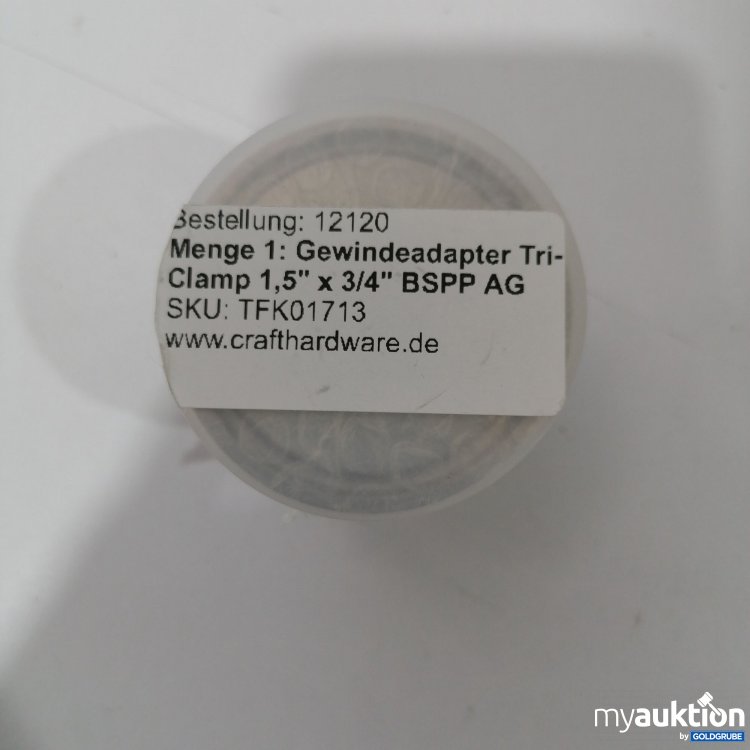 Bestellung: 12120
Menge 1: Gewindeadapter Tri-
Clamp 1,5" x 3/4" BSPP AG
SKU: TFK01713
www.crafthardware.de
myauktion
by GOLDGRUBE